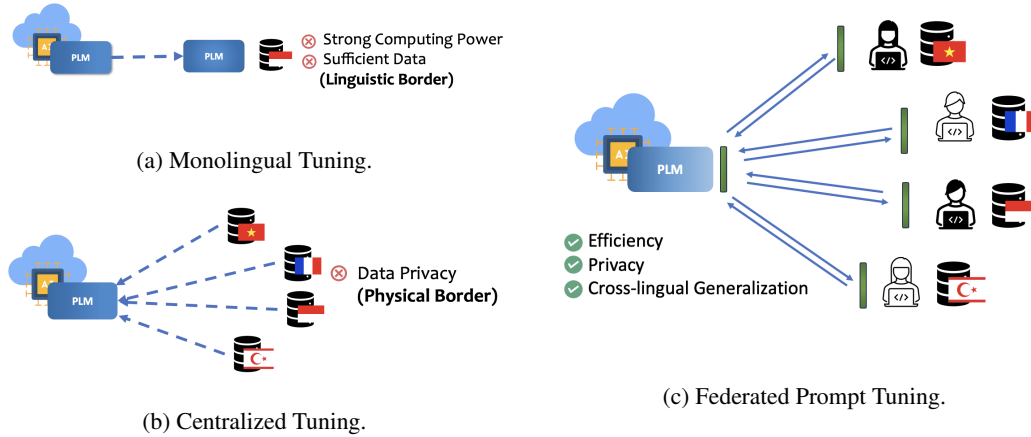 PLM
PLM
Strong Computing Power
Sufficient Data
(Linguistic Border)
(a) Monolingual Tuning.
PLM
Data Privacy
(Physical Border)
(b) Centralized Tuning.
PLM
Efficiency
Privacy
Cross-lingual Generalization
(c) Federated Prompt Tuning.